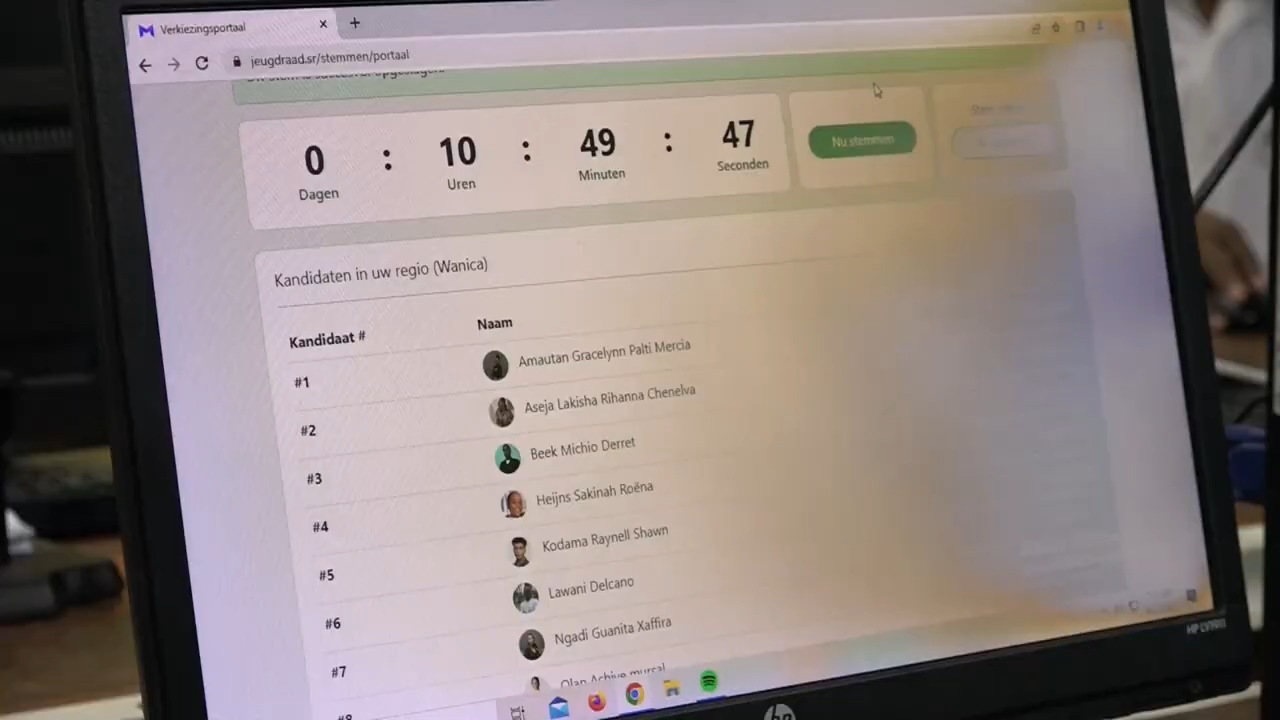 Verkiezingsportaal
jeugdraad.sr/stemmen/portaal
0 : 10 : 49 : 47
Dagen Uren Minuten Seconden
Nu stemmen
Kandidaten in uw regio (Wanica)
Kandidaat # Naam
#1 Amautan Gracelynn Palti Mercia
#2 Aseja Lakisha Rihanna Chenelva
#3 Beek Michio Derret
#4 Heijns Sakinah Roëna
#5 Kodama Raynell Shawn
#6 Lawani Delcano
#7 Ngadi Guanita Xaffira
#8
hp